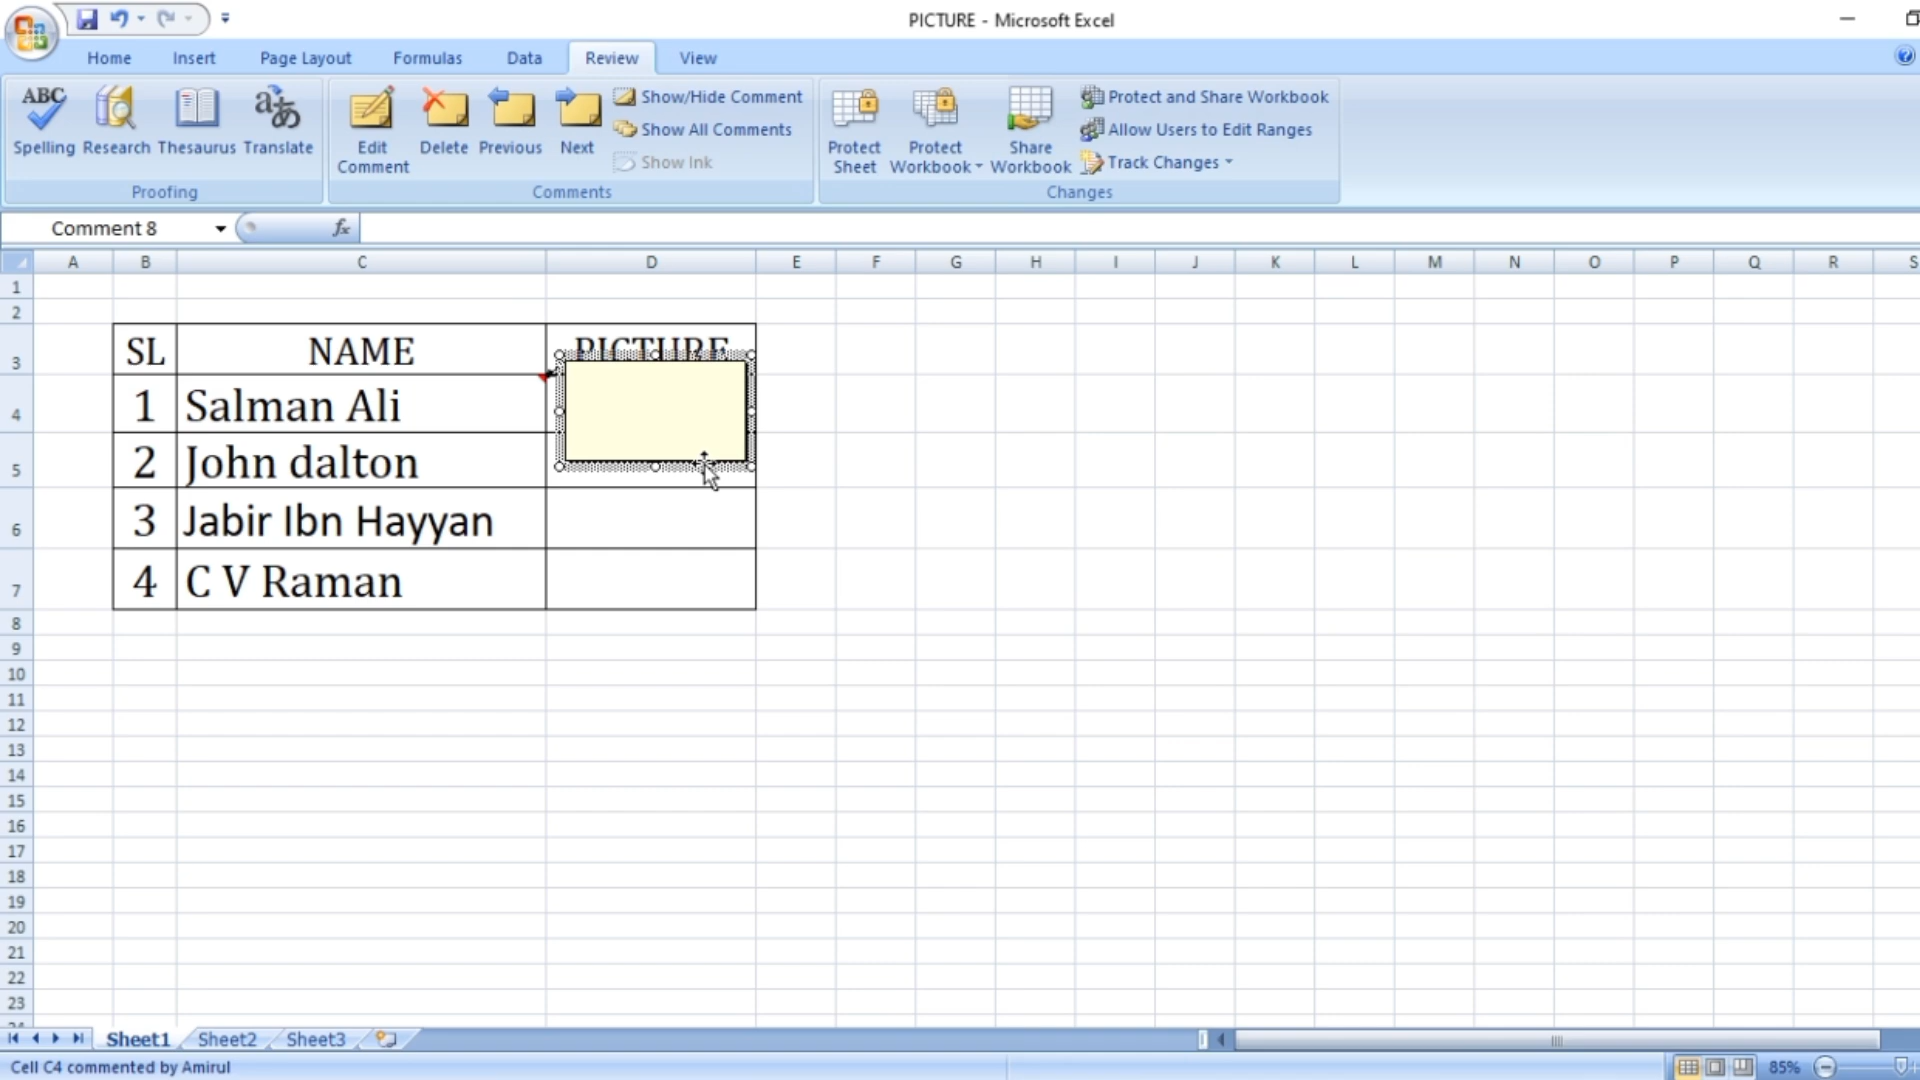 PICTURE - Microsoft Excel
Home Insert Page Layout Formulas Data Review View
ABC
Spelling Research Thesaurus Translate
Proofing
Edit Comment Delete Previous Next
Show/Hide Comment
Show All Comments
Show Ink
Comments
Protect Sheet Protect Workbook Share Workbook
Protect and Share Workbook
Allow Users to Edit Ranges
Track Changes
Changes
Comment 8 fx
A B C D E F G H I J K L M N O P Q R S
1
2
3 SL NAME PICTURE
4 1 Salman Ali
5 2 John dalton
6 3 Jabir Ibn Hayyan
7 4 C V Raman
8
9
10
11
12
13
14
15
16
17
18
19
20
21
22
23
24
Sheet1 Sheet2 Sheet3
Cell C4 commented by Amirul 85%